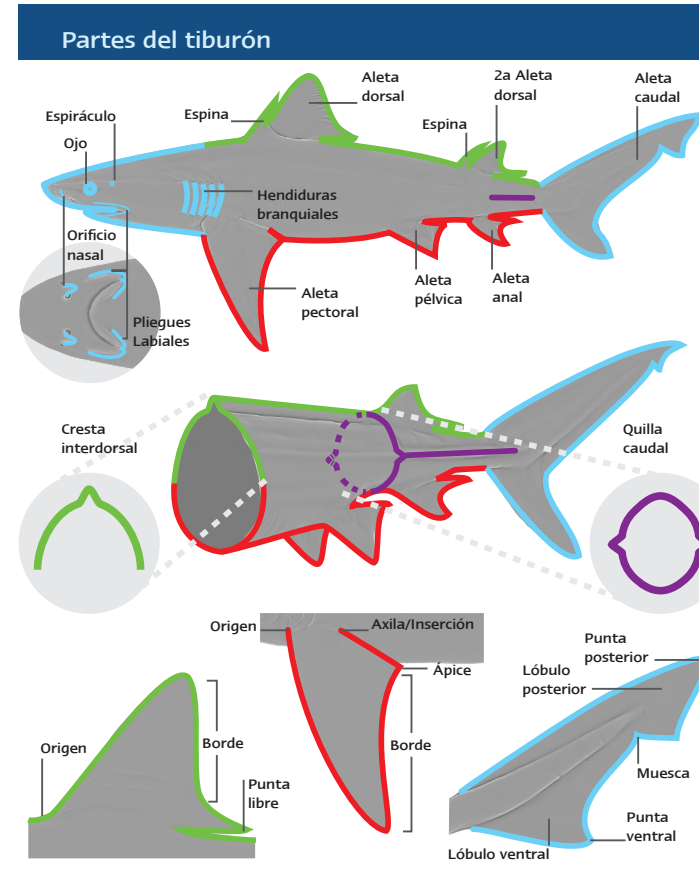 Partes del tiburón
Aleta
dorsal
2a Aleta
dorsal
Aleta
caudal
Espina
Espiráculo
Espina
Ojo
Hendiduras
branquiales
Orificio
nasal
Aleta
pectoral
Aleta
pélvica
Aleta
anal
Pliegues
Labiales
Cresta
interdorsal
Quilla
caudal
Origen
Axila/Inserción
Ápice
Borde
Origen
Borde
Punta
libre
Punta
posterior
Lóbulo
posterior
Muesca
Punta
ventral
Lóbulo ventral